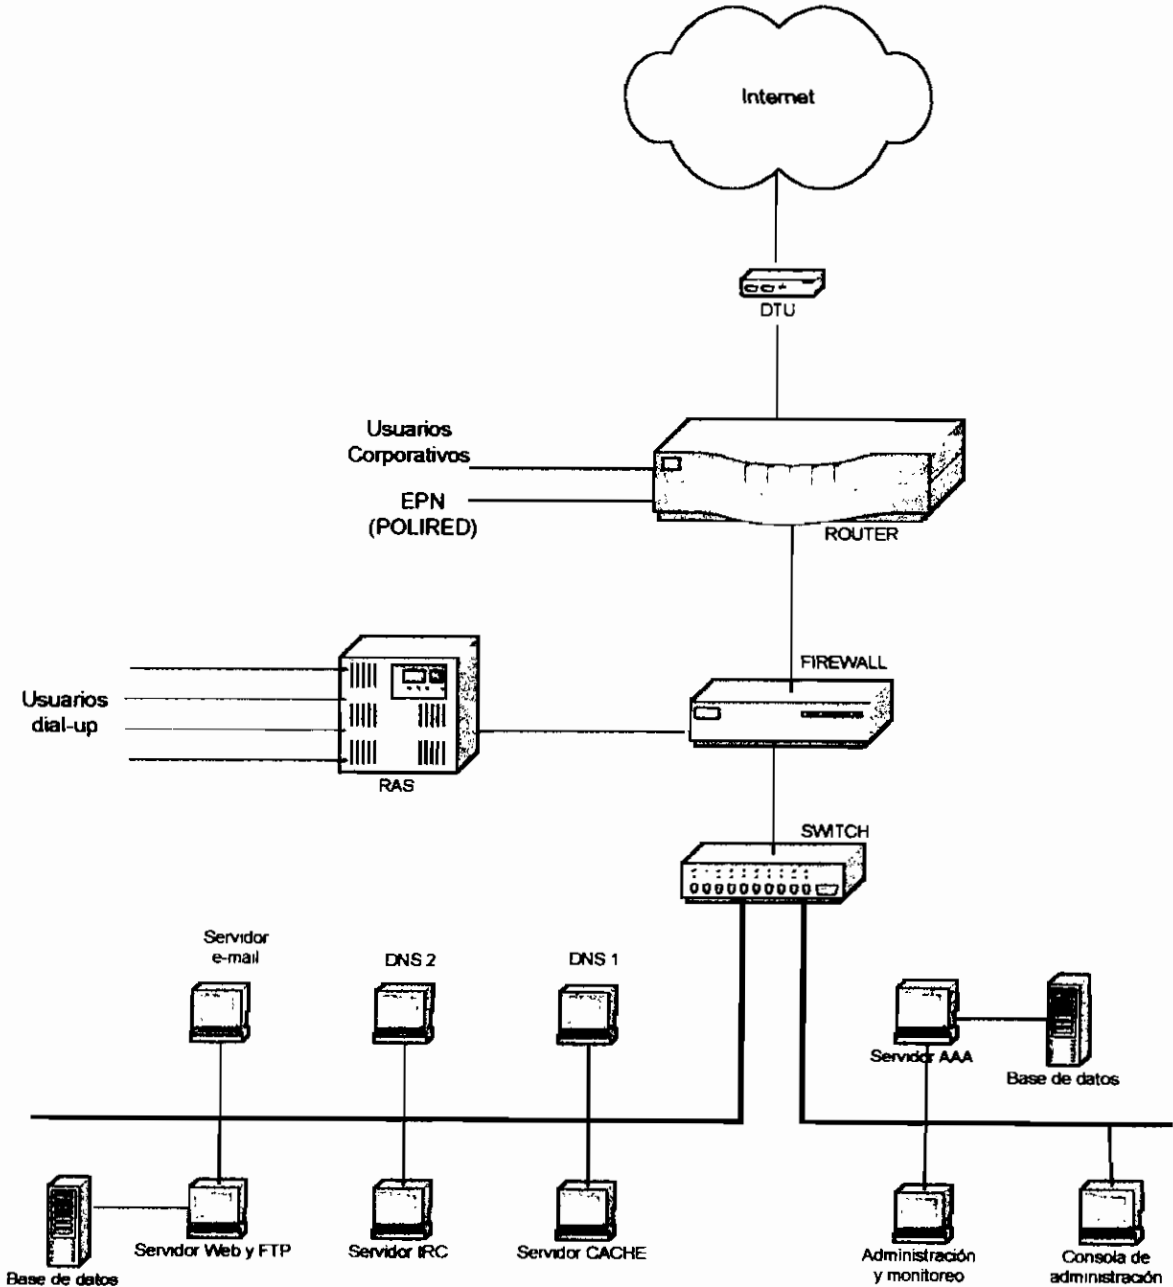 Internet
DTU
Usuarios
Corporativos
EPN
(POLIRED)
ROUTER
FIREWALL
Usuarios
dial-up
RAS
SWITCH
Servidor
e-mail
DNS 2
DNS 1
Servidor AAA
Base de datos
Servidor Web y FTP
Servidor IRC
Servidor CACHE
Administración
y monitoreo
Consola de
administración
Base de datos